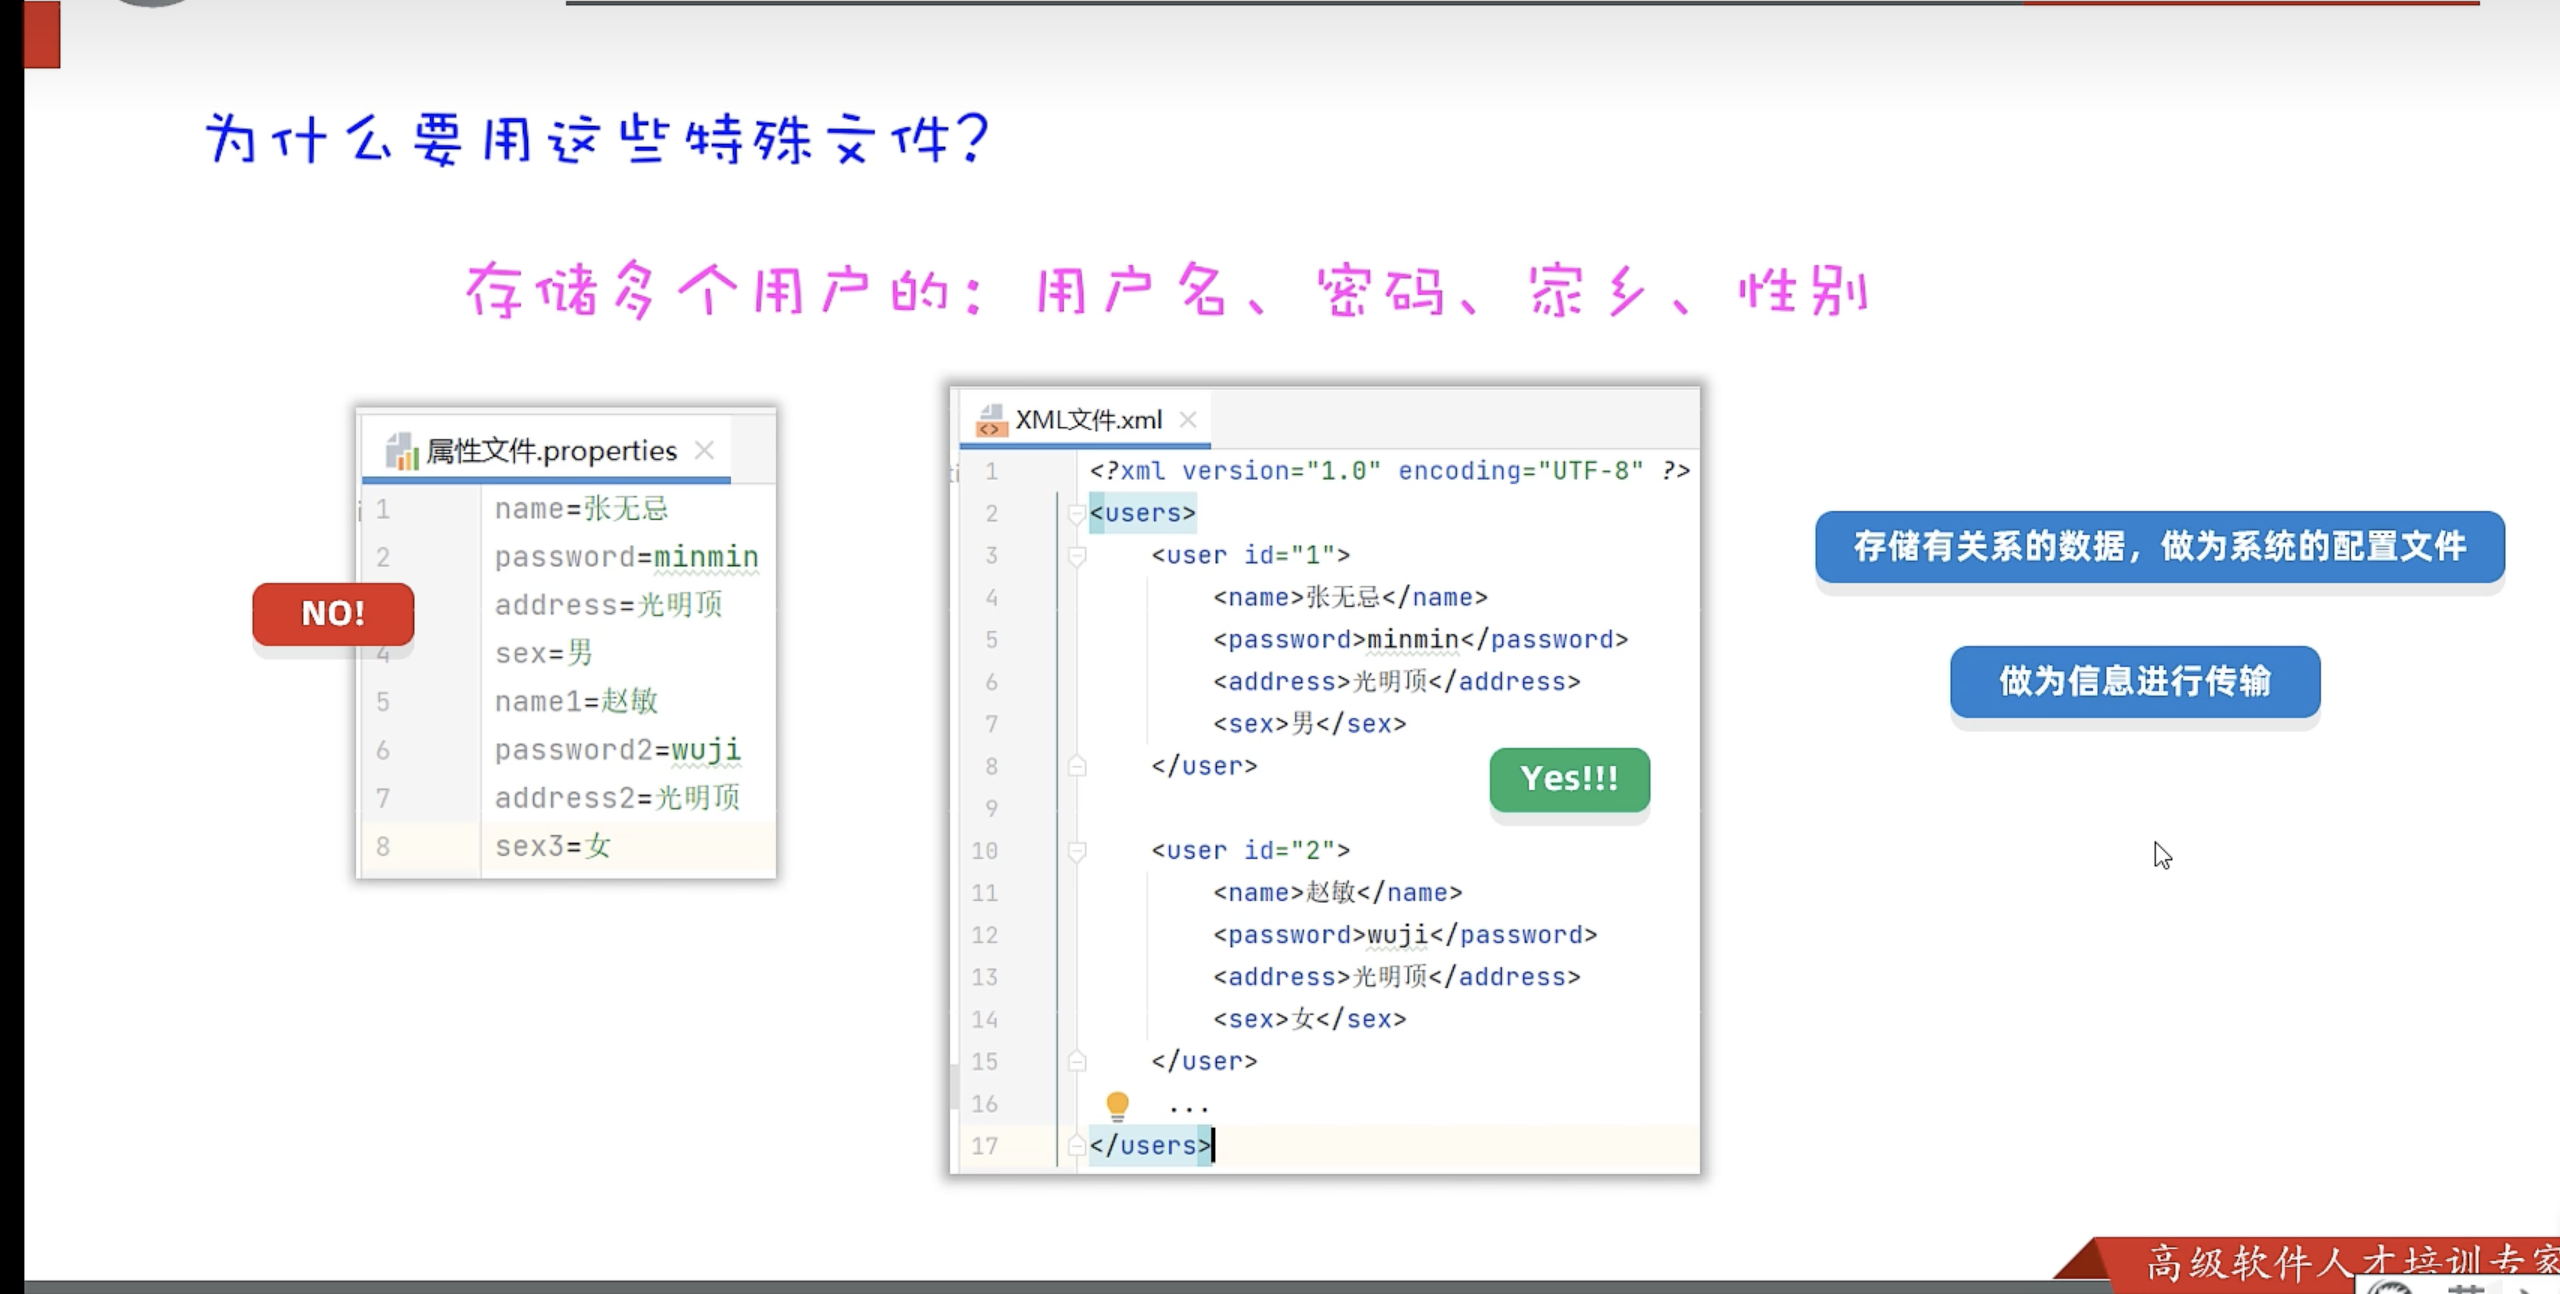 为什么要用这些特殊文件?
存储多个用户的：用户名、密码、家乡、性别
属性文件.properties
1 name=张无忌
2 password=minmin
address=光明顶
NO!
4 sex=男
5 name1=赵敏
6 password2=wuji
7 address2=光明顶
8 sex3=女
XML文件.xml
1 <?xml version="1.0" encoding="UTF-8" ?>
2 <users>
3 <user id="1">
4 <name>张无忌</name>
5 <password>minmin</password>
6 <address>光明顶</address>
7 <sex>男</sex>
8 </user>
9
10 <user id="2">
11 <name>赵敏</name>
12 <password>wuji</password>
13 <address>光明顶</address>
14 <sex>女</sex>
15 </user>
16 ...
17 </users>
Yes!!!
存储有关系的数据，做为系统的配置文件
做为信息进行传输
高级软件人才培训专家